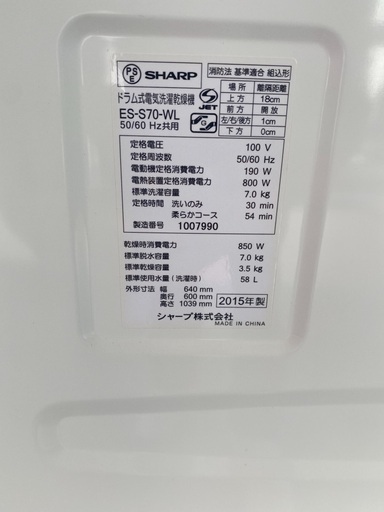 PS
E
SHARP
ドラム式電気洗濯乾燥機
ES-S70-WL
50/60 Hz共用
JET
消防法 基準適合 組込形
場所 離隔距離
上方 18cm
前方 開放
左/右/後方 1cm
下方 0cm
定格電圧 100 V
定格周波数 50/60 Hz
電動機定格消費電力 190 W
電熱装置定格消費電力 800 W
標準洗濯容量 7.0 kg
定格時間 洗いのみ 30 min
柔らかコース 54 min
製造番号 1007990
乾燥時消費電力 850 W
標準脱水容量 7.0 kg
標準乾燥容量 3.5 kg
標準使用水量(洗濯時) 58 L
外形寸法 幅 640 mm
奥行 600 mm
高さ 1039 mm
2015年製
シャープ株式会社
MADE IN CHINA